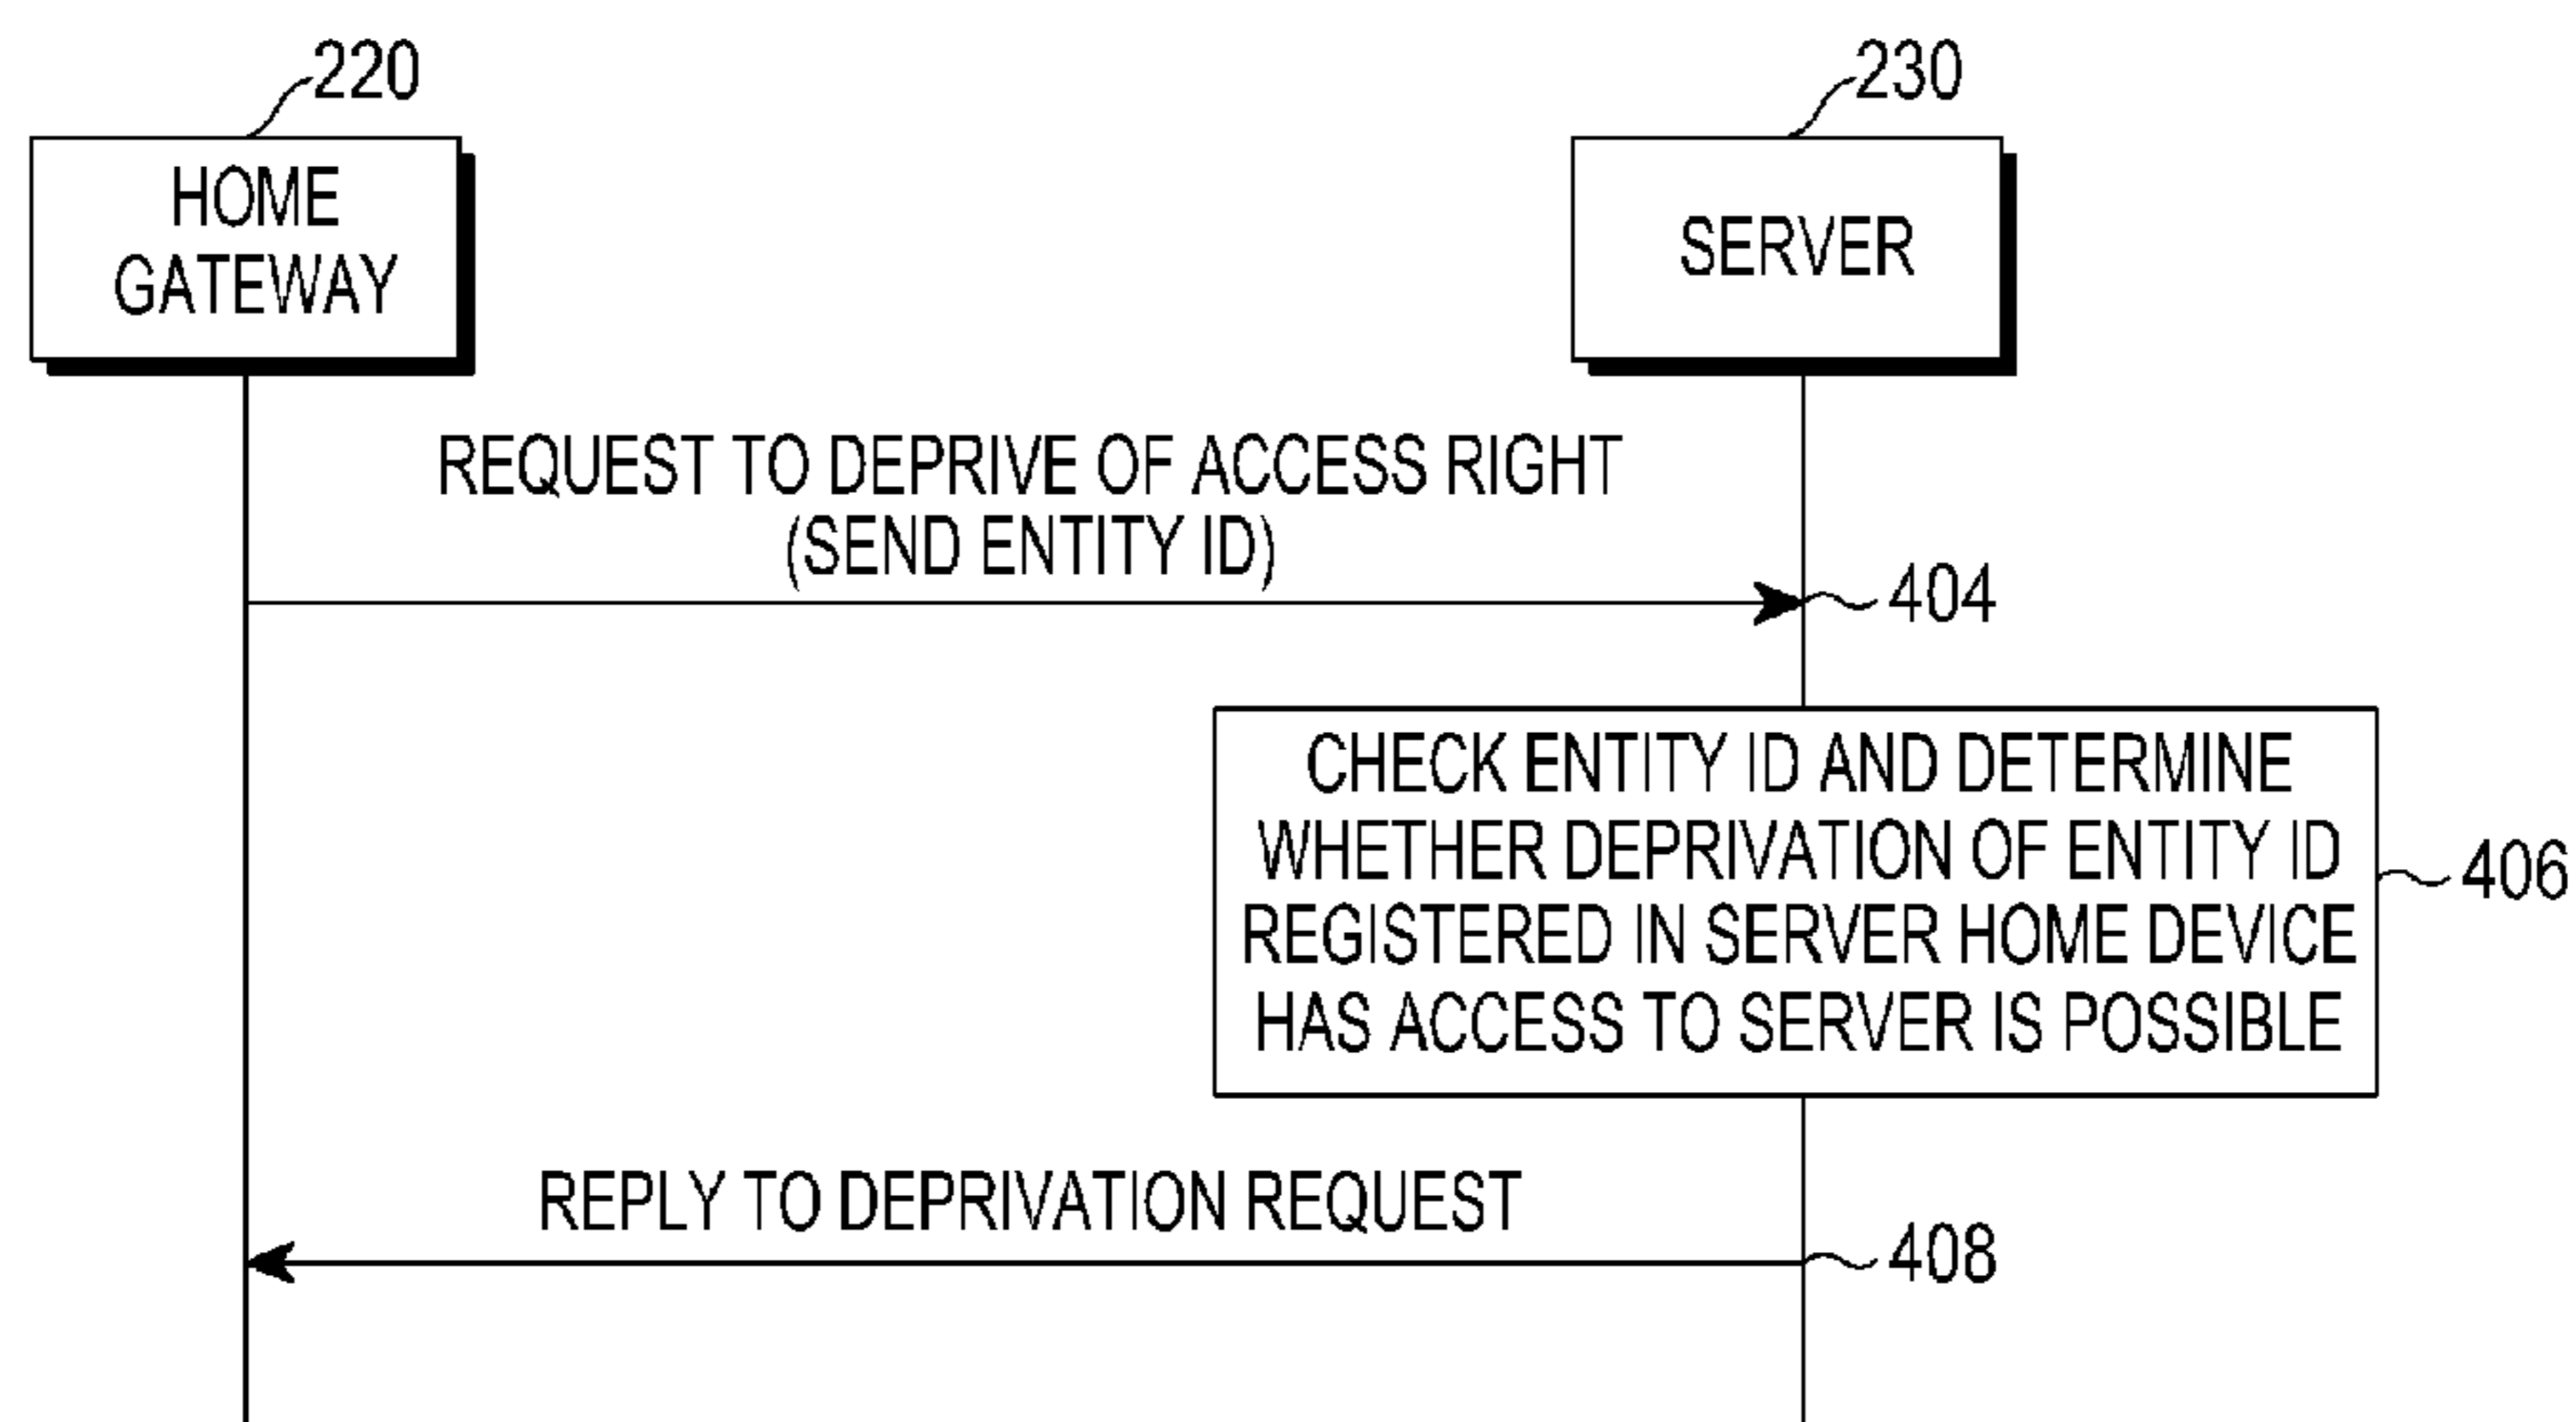 220
230
HOME
GATEWAY
SERVER
REQUEST TO DEPRIVE OF ACCESS RIGHT
(SEND ENTITY ID)
404
CHECK ENTITY ID AND DETERMINE
WHETHER DEPRIVATION OF ENTITY ID
REGISTERED IN SERVER HOME DEVICE
HAS ACCESS TO SERVER IS POSSIBLE
406
REPLY TO DEPRIVATION REQUEST
408